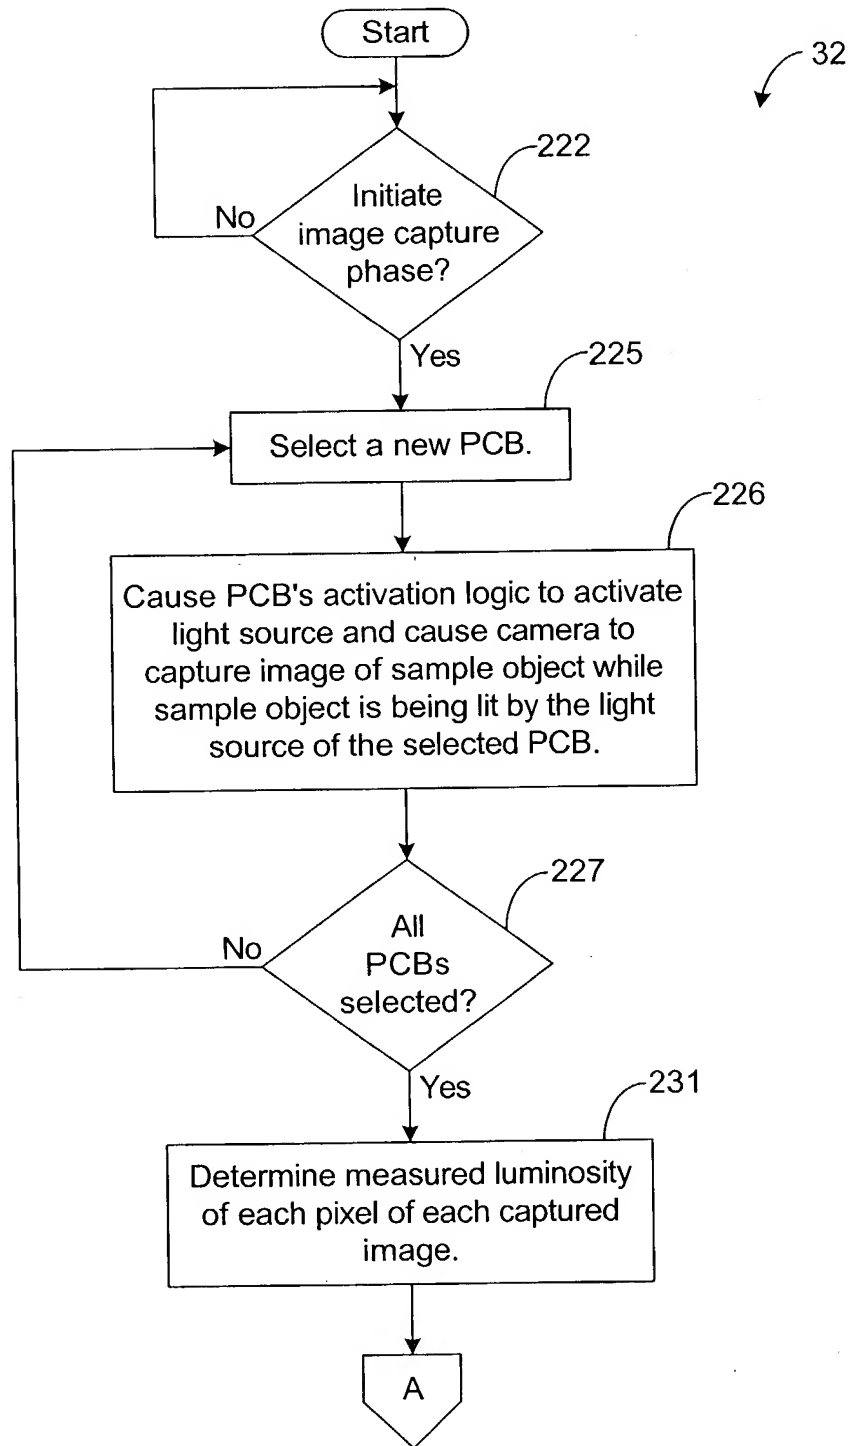 Start
32
222
Initiate
image capture
phase?
No
Yes
225
Select a new PCB.
226
Cause PCB's activation logic to activate
light source and cause camera to
capture image of sample object while
sample object is being lit by the light
source of the selected PCB.
227
All
PCBs
selected?
No
Yes
231
Determine measured luminosity
of each pixel of each captured
image.
A